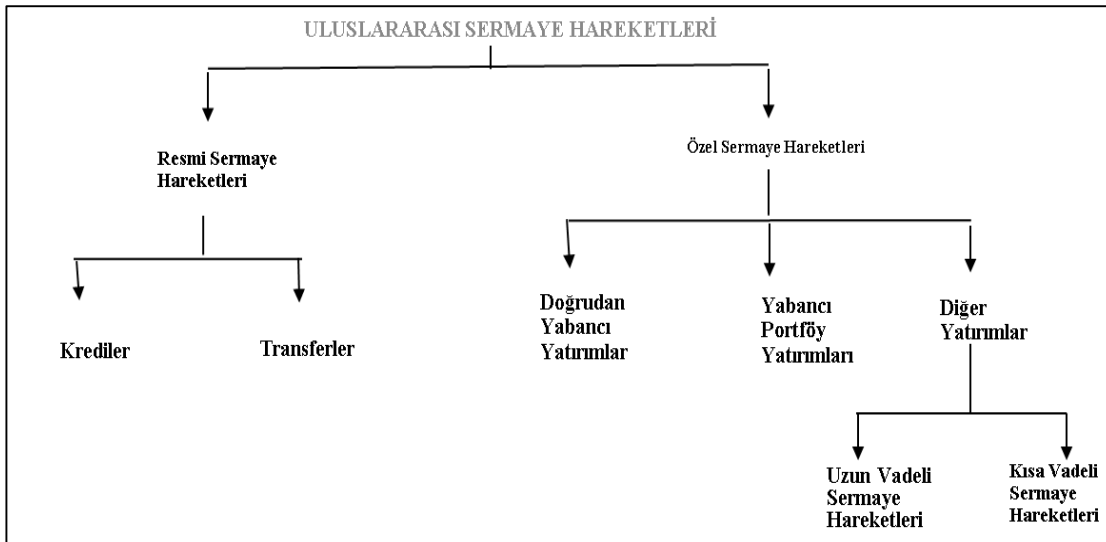 ULUSLARARASI SERMAYE HAREKETLERİ
Resmi Sermaye
Hareketleri
Özel Sermaye Hareketleri
Krediler
Transferler
Doğrudan
Yabancı
Yatırımlar
Yabancı
Portföy
Yatırımları
Diğer
Yatırımlar
Uzun Vadeli
Sermaye
Hareketleri
Kısa Vadeli
Sermaye
Hareketleri